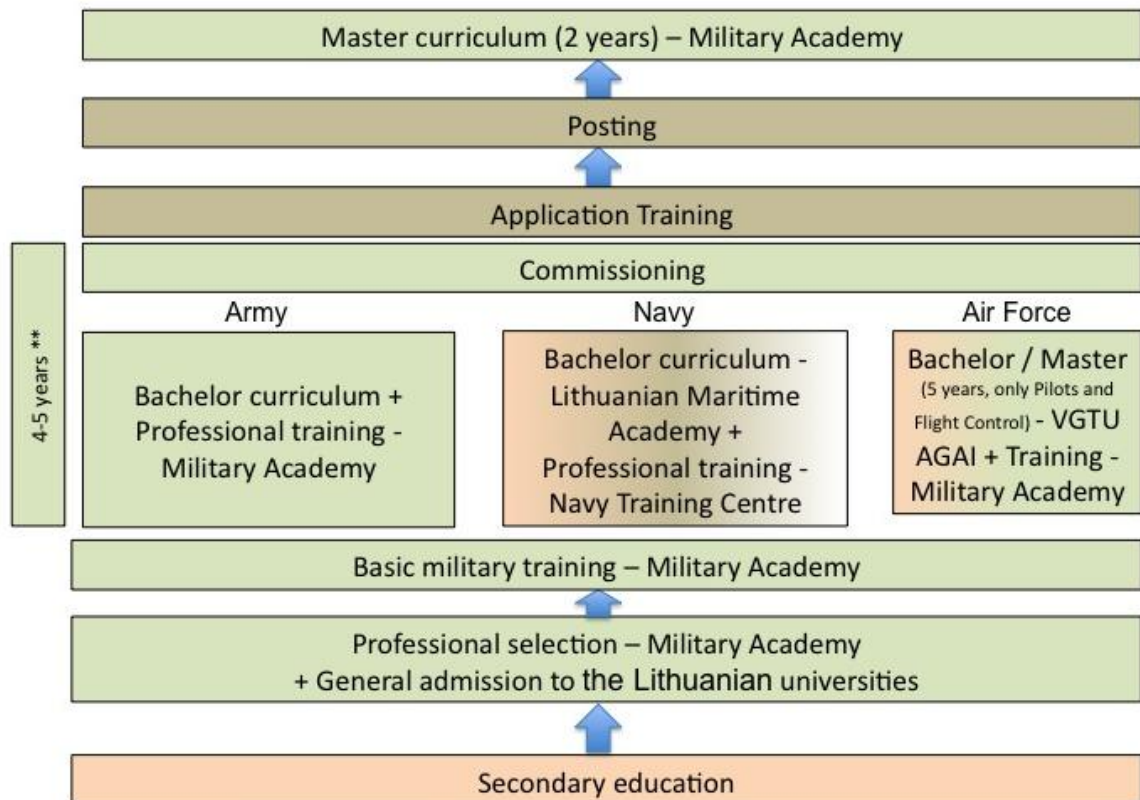 Master curriculum (2 years) – Military Academy
Posting
Application Training
Commissioning
4-5 years **
Army
Bachelor curriculum +
Professional training -
Military Academy
Navy
Bachelor curriculum -
Lithuanian Maritime
Academy +
Professional training -
Navy Training Centre
Air Force
Bachelor / Master
(5 years, only Pilots and
Flight Control) - VGTU
AGAI + Training -
Military Academy
Basic military training – Military Academy
Professional selection – Military Academy
+ General admission to the Lithuanian universities
Secondary education